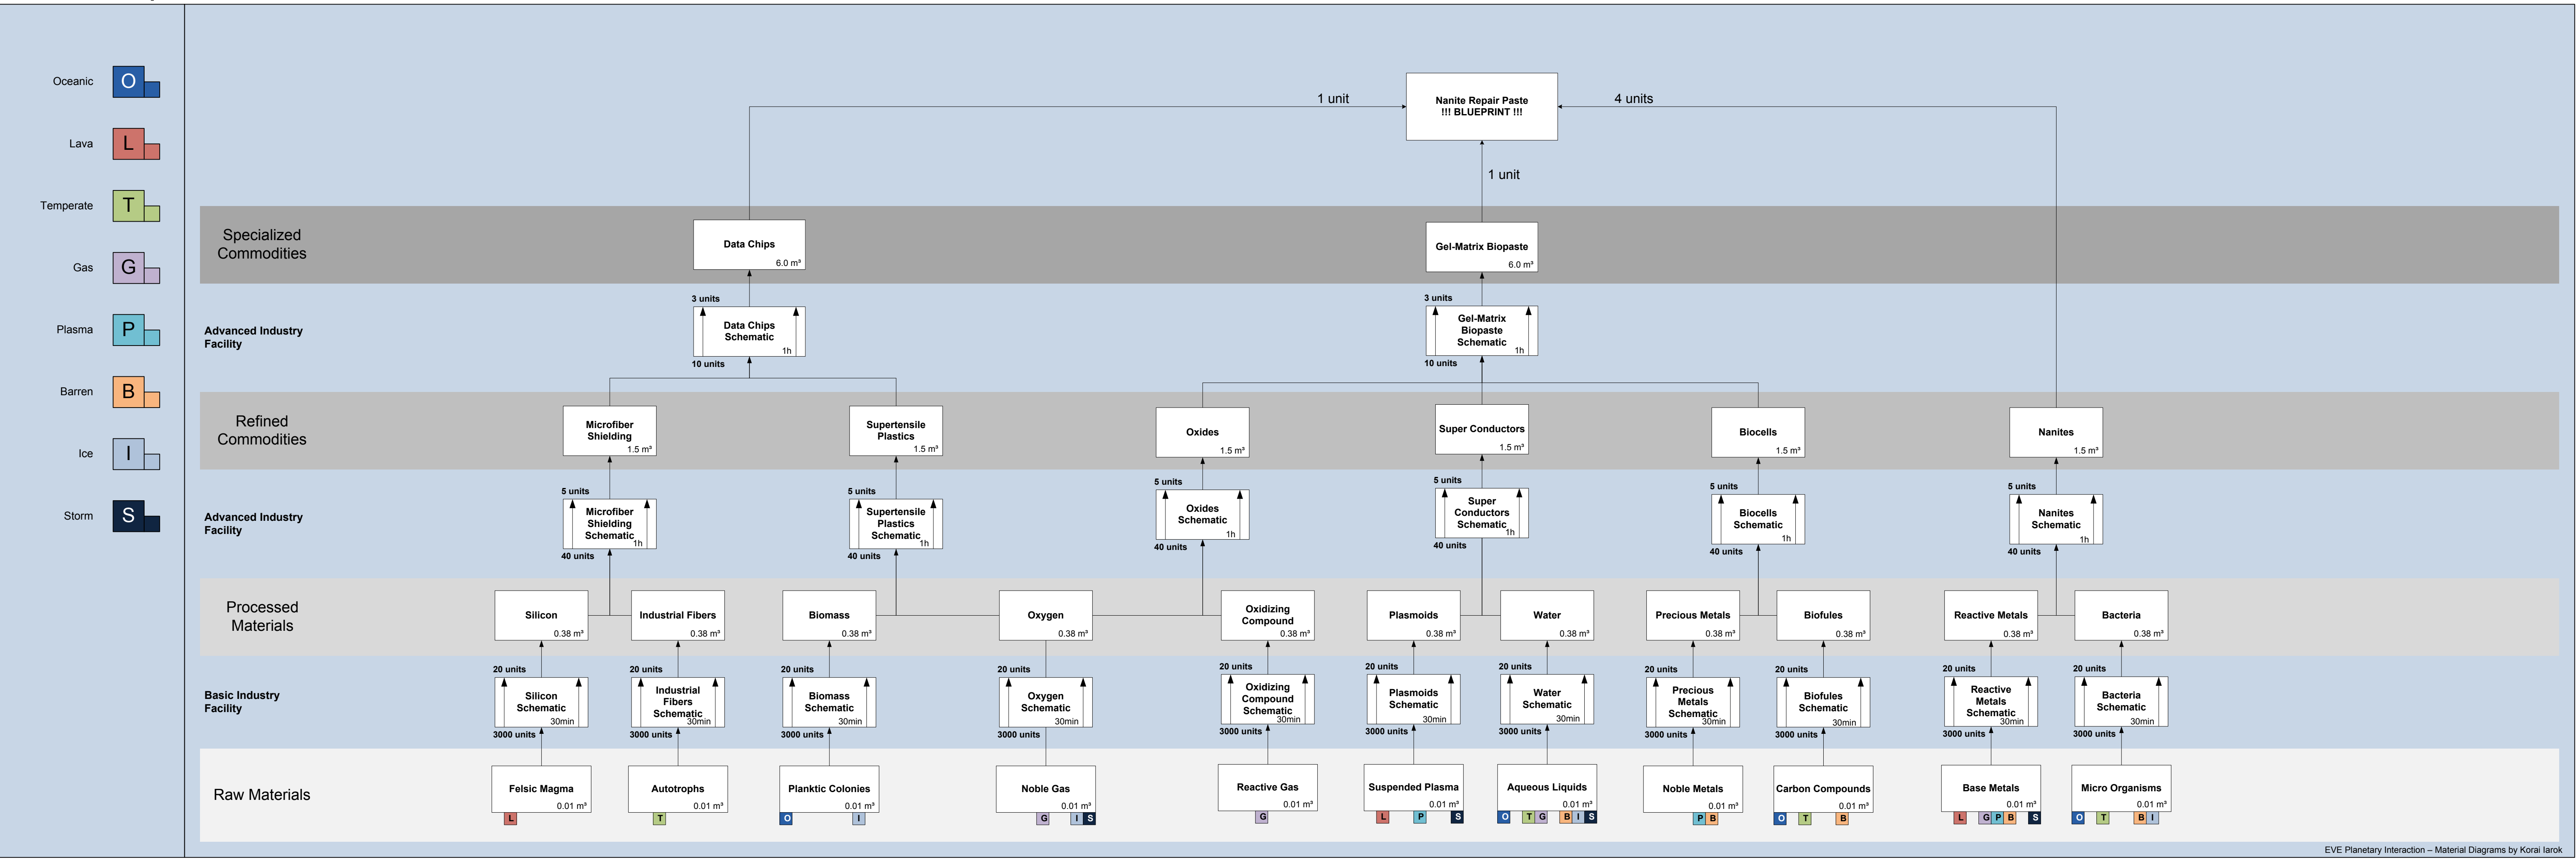 Oceanic O
Lava L
Temperate T
Gas G
Plasma P
Barren B
Ice I
Storm S
1 unit
Nanite Repair Paste
!!! BLUEPRINT !!!
4 units
1 unit
Specialized
Commodities
Data Chips
6.0 m³
Gel-Matrix Biopaste
6.0 m³
Advanced Industry
Facility
3 units
Data Chips
Schematic
1h
10 units
3 units
Gel-Matrix
Biopaste
Schematic
1h
10 units
Refined
Commodities
Microfiber
Shielding
1.5 m³
Supertensile
Plastics
1.5 m³
Oxides
1.5 m³
Super Conductors
1.5 m³
Biocells
1.5 m³
Nanites
1.5 m³
Advanced Industry
Facility
5 units
Microfiber
Shielding
Schematic
1h
40 units
5 units
Supertensile
Plastics
Schematic
1h
40 units
5 units
Oxides
Schematic
1h
40 units
5 units
Super
Conductors
Schematic
1h
40 units
5 units
Biocells
Schematic
1h
40 units
5 units
Nanites
Schematic
1h
40 units
Processed
Materials
Silicon
0.38 m³
Industrial Fibers
0.38 m³
Biomass
0.38 m³
Oxygen
0.38 m³
Oxidizing
Compound
0.38 m³
Plasmoids
0.38 m³
Water
0.38 m³
Precious Metals
0.38 m³
Biofules
0.38 m³
Reactive Metals
0.38 m³
Bacteria
0.38 m³
Basic Industry
Facility
20 units
Silicon
Schematic
30min
3000 units
20 units
Industrial
Fibers
Schematic
30min
3000 units
20 units
Biomass
Schematic
30min
3000 units
20 units
Oxygen
Schematic
30min
3000 units
20 units
Oxidizing
Compound
Schematic
30min
3000 units
20 units
Plasmoids
Schematic
30min
3000 units
20 units
Water
Schematic
30min
3000 units
20 units
Precious
Metals
Schematic
30min
3000 units
20 units
Biofules
Schematic
30min
3000 units
20 units
Reactive
Metals
Schematic
30min
3000 units
20 units
Bacteria
Schematic
30min
3000 units
Raw Materials
Felsic Magma
0.01 m³
L
Autotrophs
0.01 m³
T
Planktic Colonies
0.01 m³
O I
Noble Gas
0.01 m³
G I S
Reactive Gas
0.01 m³
G
Suspended Plasma
0.01 m³
L P S
Aqueous Liquids
0.01 m³
O T G B I S
Noble Metals
0.01 m³
P B
Carbon Compounds
0.01 m³
O T B
Base Metals
0.01 m³
L G P B S
Micro Organisms
0.01 m³
O T B I
EVE Planetary Interaction – Material Diagrams by Korai Iarok